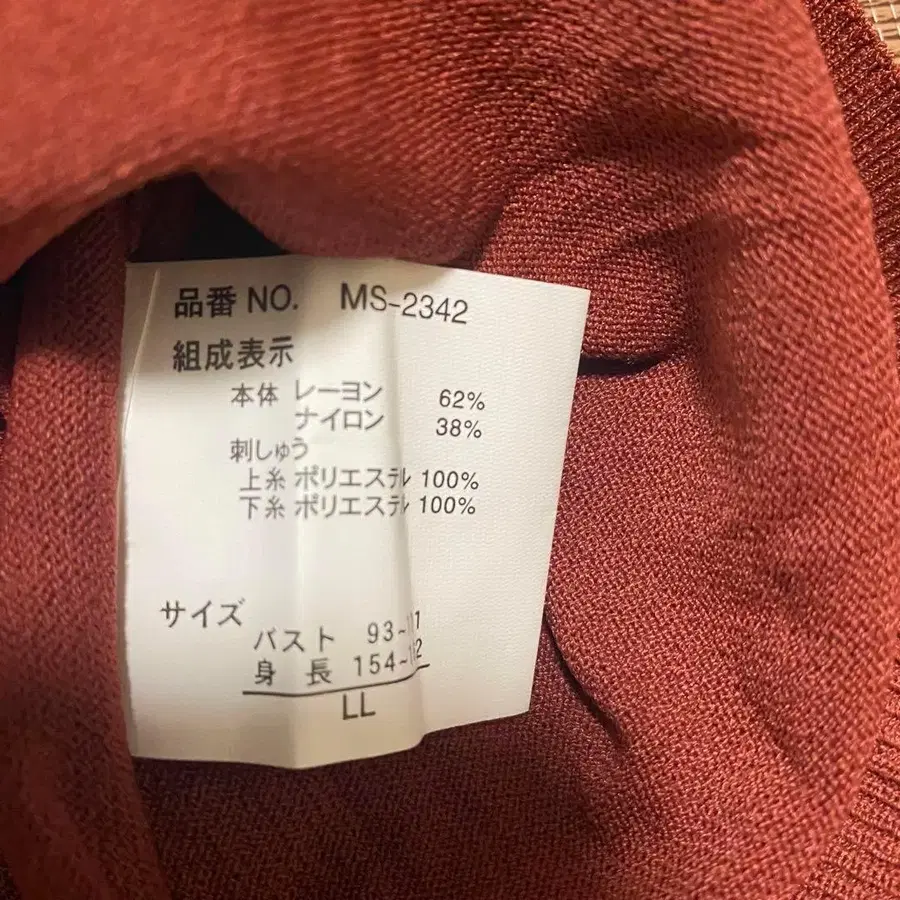 品番 NO. MS-2342
組成表示
本体 レーヨン 62%
ナイロン 38%
刺しゅう
上糸 ポリエステル 100%
下糸 ポリエステル 100%
サイズ
バスト 93~
身長 154~
LL